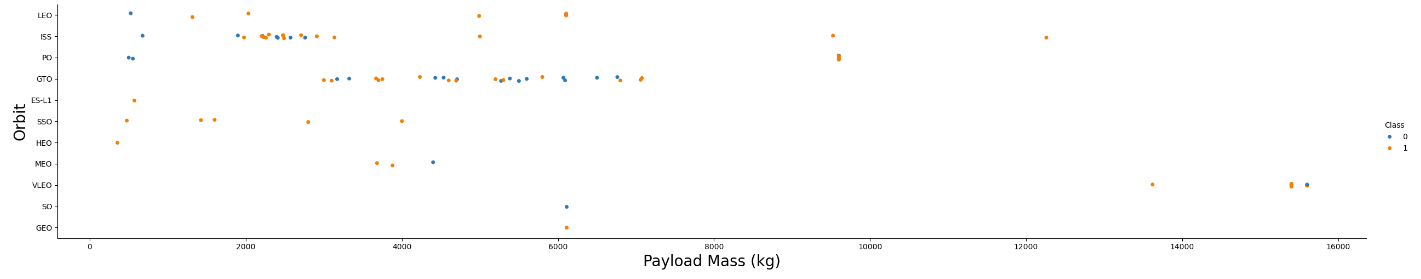 Orbit
LEO
ISS
PO
GTO
ES-L1
SSO
HEO
MEO
VLEO
SO
GEO
0 2000 4000 6000 8000 10000 12000 14000 16000
Payload Mass (kg)
Class
0
1